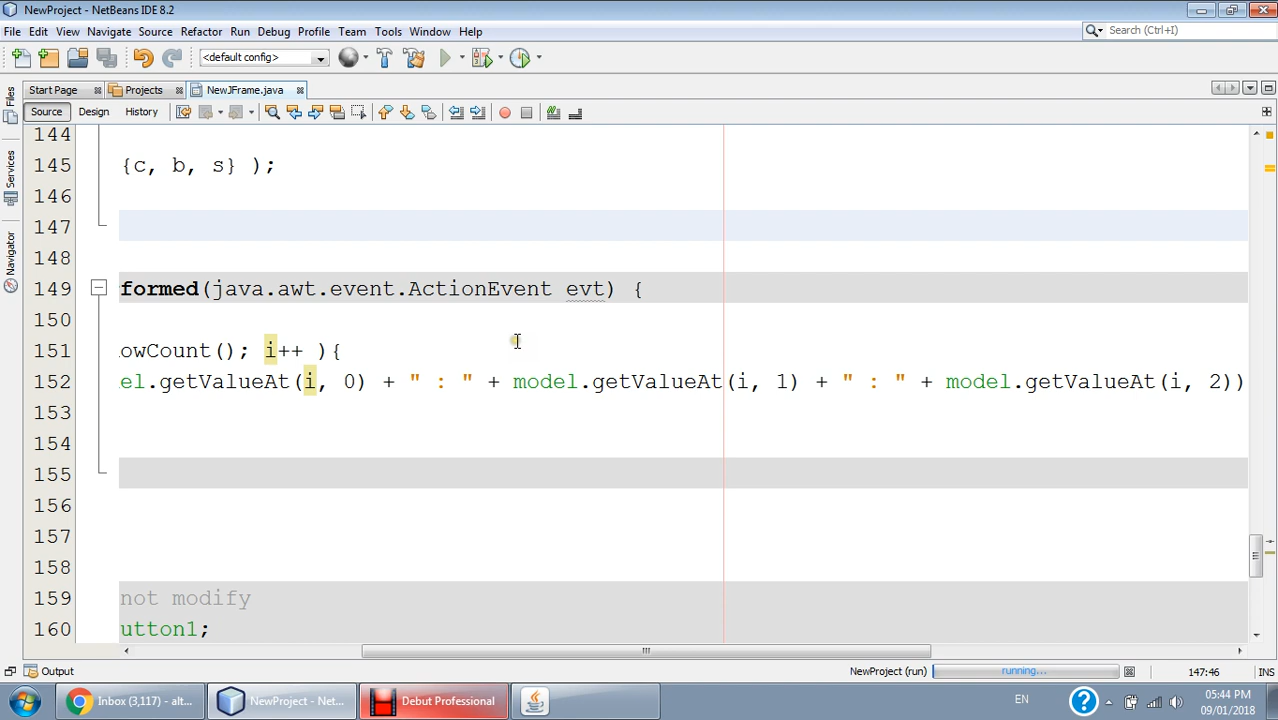 NewProject - NetBeans IDE 8.2
File Edit View Navigate Source Refactor Run Debug Profile Team Tools Window Help
Search (Ctrl+I)
<default config>
Start Page Projects NewJFrame.java
Source Design History
Files
Services
Navigator
144
145 {c, b, s} );
146
147
148
149 formed(java.awt.event.ActionEvent evt) {
150
151 owCount(); i++ ){
152 el.getValueAt(i, 0) + " : " + model.getValueAt(i, 1) + " : " + model.getValueAt(i, 2))
153
154
155
156
157
158
159 not modify
160 utton1;
Output
NewProject (run) running... 147:46 INS
Inbox (3,117) - alt... NewProject - Net... Debut Professional
EN
05:44 PM
09/01/2018